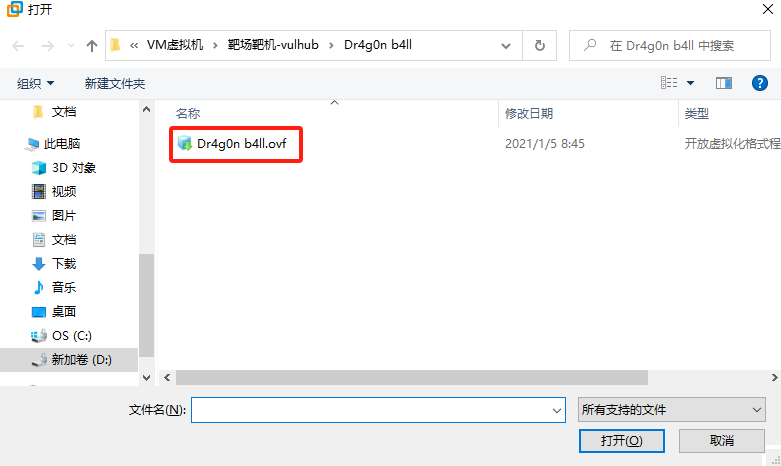 打开
« VM虚拟机 › 靶场靶机-vulhub › Dr4g0n b4ll
在 Dr4g0n b4ll 中搜索
组织
新建文件夹
名称
修改日期
类型
Dr4g0n b4ll.ovf
2021/1/5 8:45
开放虚拟化格式程
文档
此电脑
3D 对象
视频
图片
文档
下载
音乐
桌面
OS (C:)
新加卷 (D:)
文件名(N):
所有支持的文件
打开(O)
取消